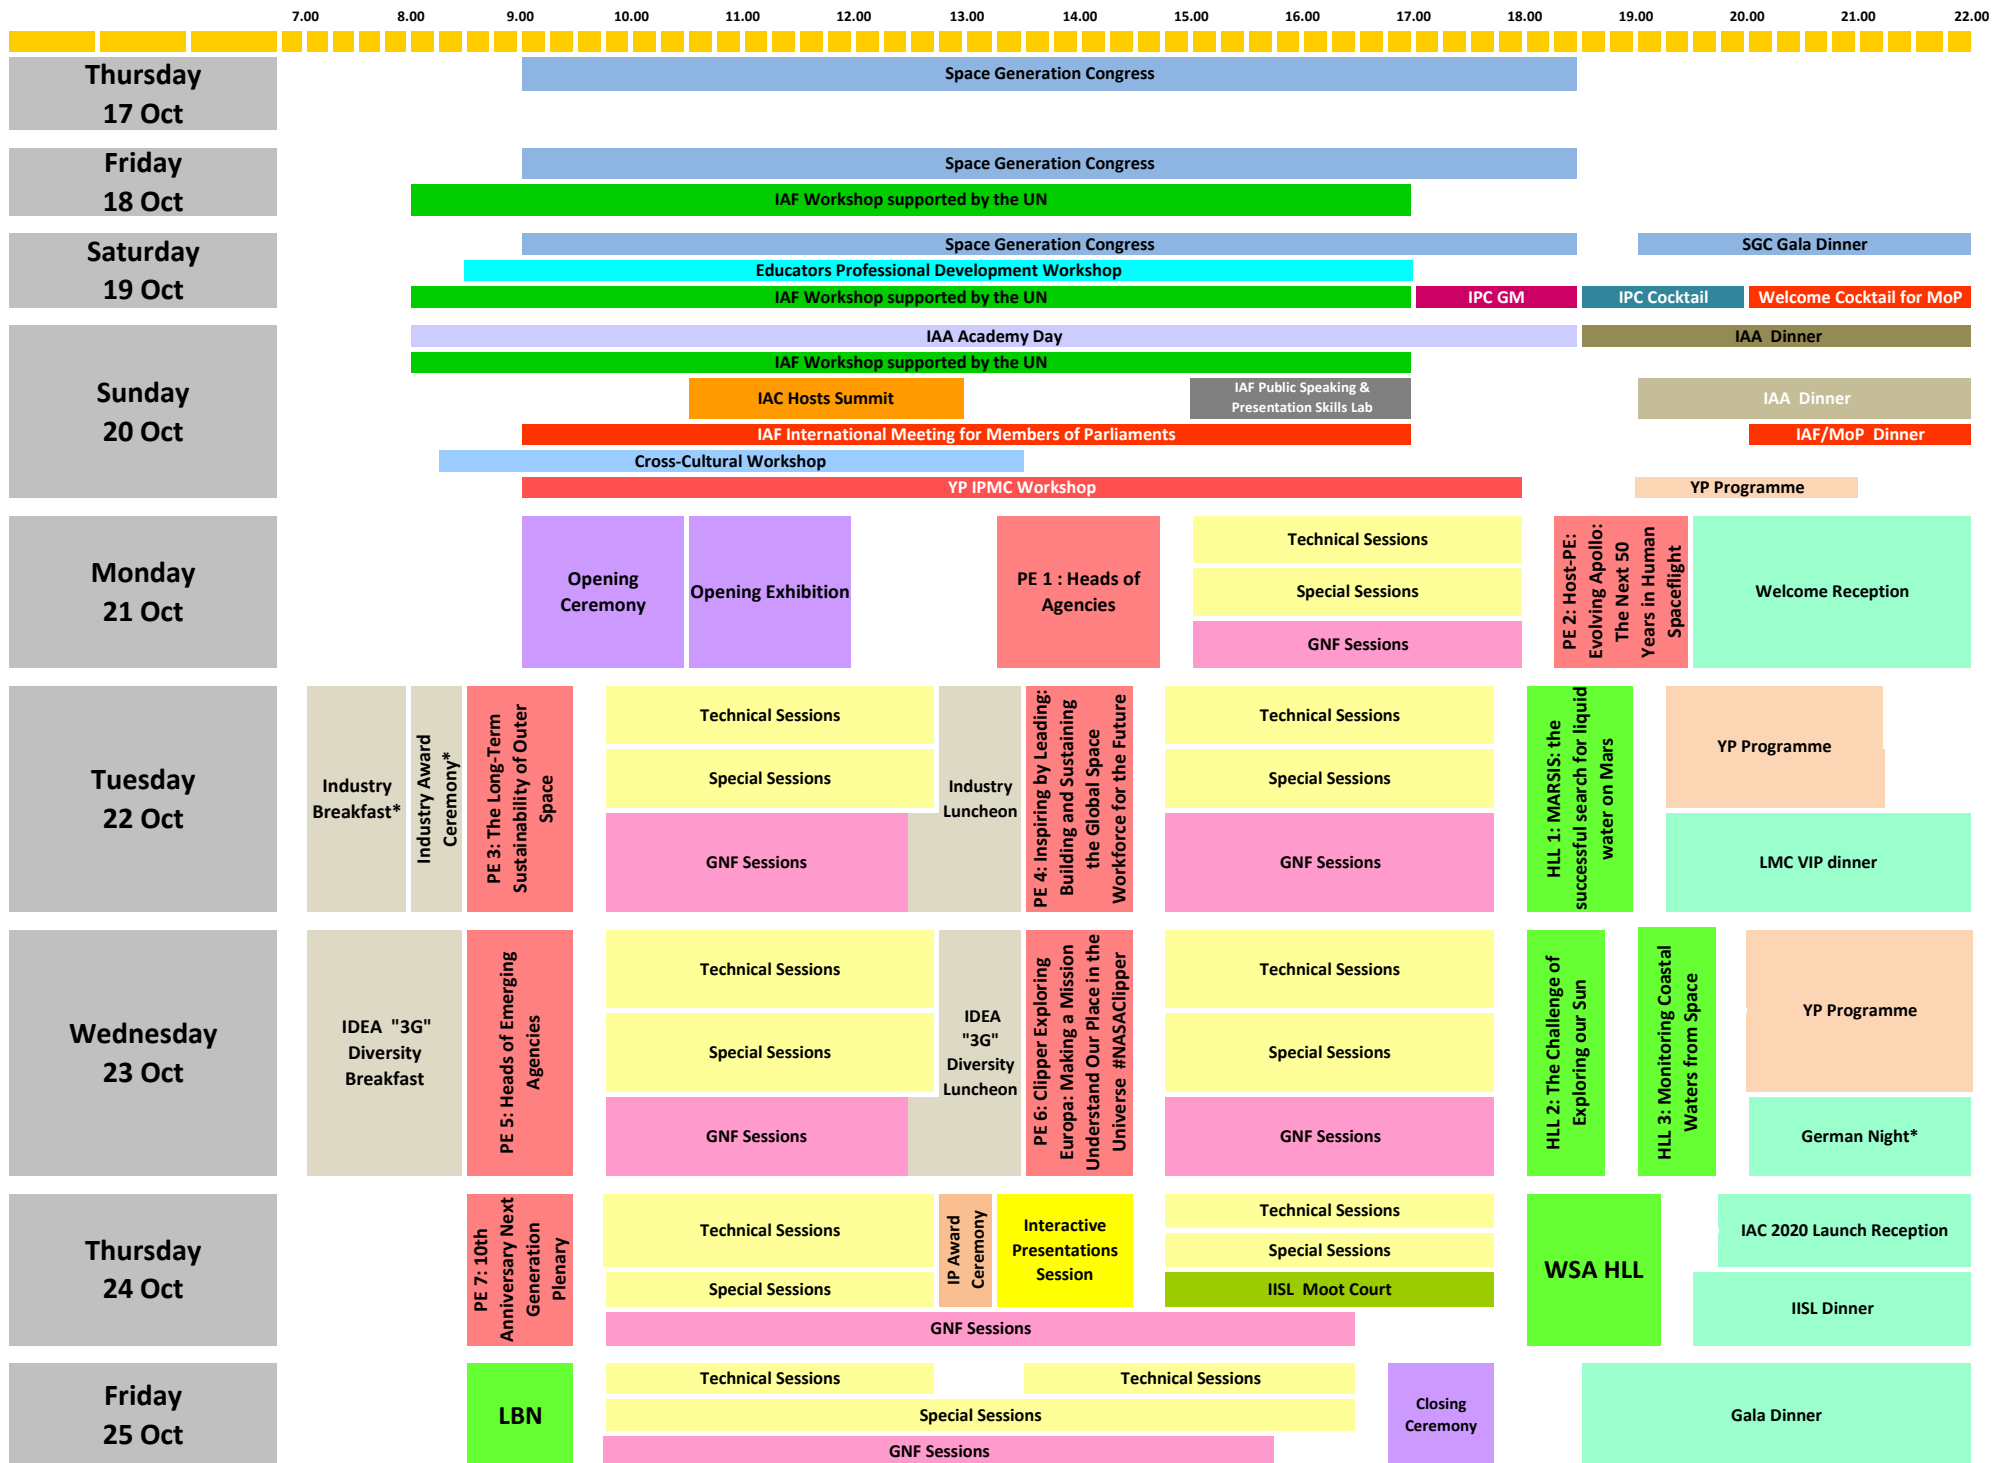 7.00 8.00 9.00 10.00 11.00 12.00 13.00 14.00 15.00 16.00 17.00 18.00 19.00 20.00 21.00 22.00
Thursday
17 Oct
Space Generation Congress
Friday
18 Oct
Space Generation Congress
IAF Workshop supported by the UN
Saturday
19 Oct
Space Generation Congress
SGC Gala Dinner
Educators Professional Development Workshop
IAF Workshop supported by the UN
IPC GM
IPC Cocktail
Welcome Cocktail for MoP
Sunday
20 Oct
IAA Academy Day
IAA Dinner
IAF Workshop supported by the UN
IAC Hosts Summit
IAF Public Speaking &
Presentation Skills Lab
IAA Dinner
IAF International Meeting for Members of Parliaments
IAF/MoP Dinner
Cross-Cultural Workshop
YP IPMC Workshop
YP Programme
Monday
21 Oct
Opening
Ceremony
Opening Exhibition
PE 1 : Heads of
Agencies
Technical Sessions
Special Sessions
GNF Sessions
PE 2: Host-PE:
Evolving Apollo:
The Next 50
Years in Human
Spaceflight
Welcome Reception
Tuesday
22 Oct
Industry
Breakfast*
Industry Award
Ceremony*
PE 3: The Long-Term
Sustainability of Outer
Space
Technical Sessions
Special Sessions
GNF Sessions
Industry
Luncheon
PE 4: Inspiring by Leading:
Building and Sustaining
the Global Space
Workforce for the Future
Technical Sessions
Special Sessions
GNF Sessions
HLL 1: MARSIS: the
successful search for liquid
water on Mars
YP Programme
LMC VIP dinner
Wednesday
23 Oct
IDEA "3G"
Diversity
Breakfast
PE 5: Heads of Emerging
Agencies
Technical Sessions
Special Sessions
GNF Sessions
IDEA
"3G"
Diversity
Luncheon
PE 6: Clipper Exploring
Europa: Making a Mission
Understand Our Place in the
Universe #NASAClipper
Technical Sessions
Special Sessions
GNF Sessions
HLL 2: The Challenge of
Exploring our Sun
HLL 3: Monitoring Coastal
Waters from Space
YP Programme
German Night*
Thursday
24 Oct
PE 7: 10th
Anniversary Next
Generation
Plenary
Technical Sessions
Special Sessions
GNF Sessions
IP Award
Ceremony
Interactive
Presentations
Session
Technical Sessions
Special Sessions
IISL Moot Court
WSA HLL
IAC 2020 Launch Reception
IISL Dinner
Friday
25 Oct
LBN
Technical Sessions
Technical Sessions
Special Sessions
GNF Sessions
Closing
Ceremony
Gala Dinner